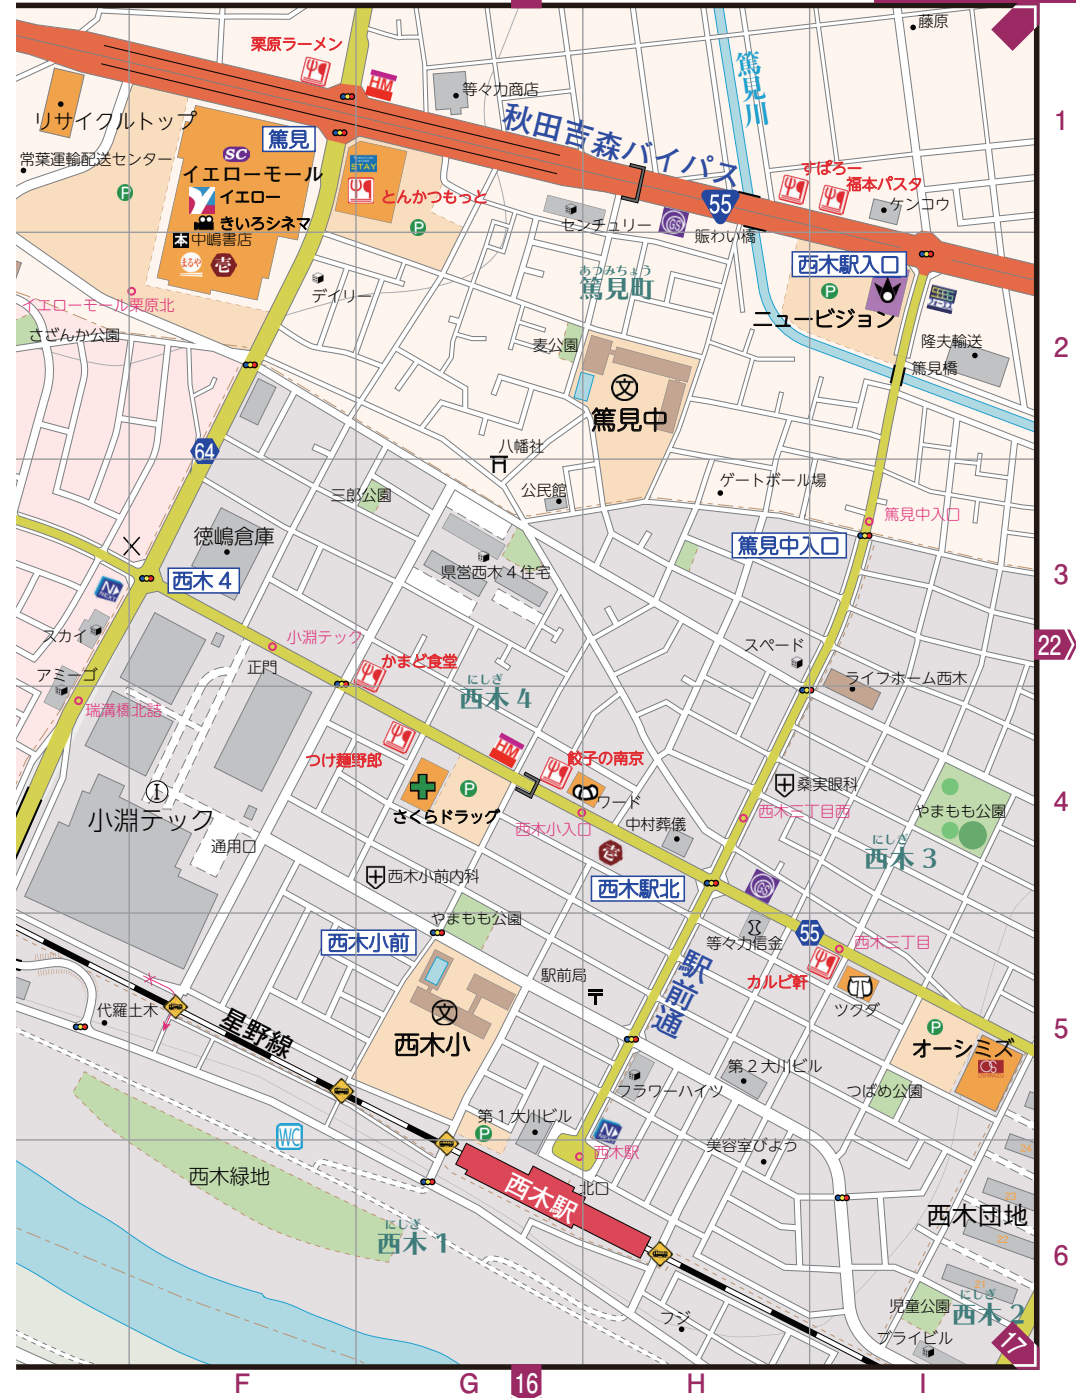 藤原
栗原ラーメン
HM
等々力商店
篤見川
リサイクルトップ
秋田吉森バイパス
1
篤見
常葉運輸配送センター
SC
イエローモール
STAY
P
イエロー
とんかつもっと
すぱろー
福本パスタ
55
ケンコウ
きいろシネマ
本
中嶋書店
P
センチュリー
GS
賑わい橋
まるや
壱
西木駅入口
あつみちょう
篤見町
デイリー
イエローモール栗原北
P
ニュービジョン
さざんか公園
麦公園
隆夫輸送
2
篤見橋
文
篤見中
八幡社
64
ゲートボール場
三郎公園
公民館
篤見中入口
徳嶋倉庫
篤見中入口
県営西木4住宅
3
西木4
N
NEXT
スカイ
小淵テック
スペード
22
正門
かまど食堂
アミーゴ
ライフホーム西木
にしぎ
西木4
瑞溝橋北詰
つけ麺野郎
HM
餃子の南京
桑実眼科
P
ワード
小淵テック
さくらドラッグ
西木小入口
中村葬儀
西木三丁目西
やまもも公園
4
通用口
にしぎ
西木3
壱
西木小前内科
西木駅北
GS
やまもも公園
西木小前
等々力信金
55
西木三丁目
駅前局
カルビ軒
代羅土木
星野線
文
西木小
駅前通
ツクダ
P
オーシミズ
OS
5
第2大川ビル
フラワーハイツ
つばめ公園
第1大川ビル
P
WC
N
西木駅
美容室びよう
24
西木緑地
西木駅
北口
23
西木団地
22
にしぎ
西木1
6
21
児童公園
にしぎ
西木2
フジ
プライビル
17
F
G
16
H
I